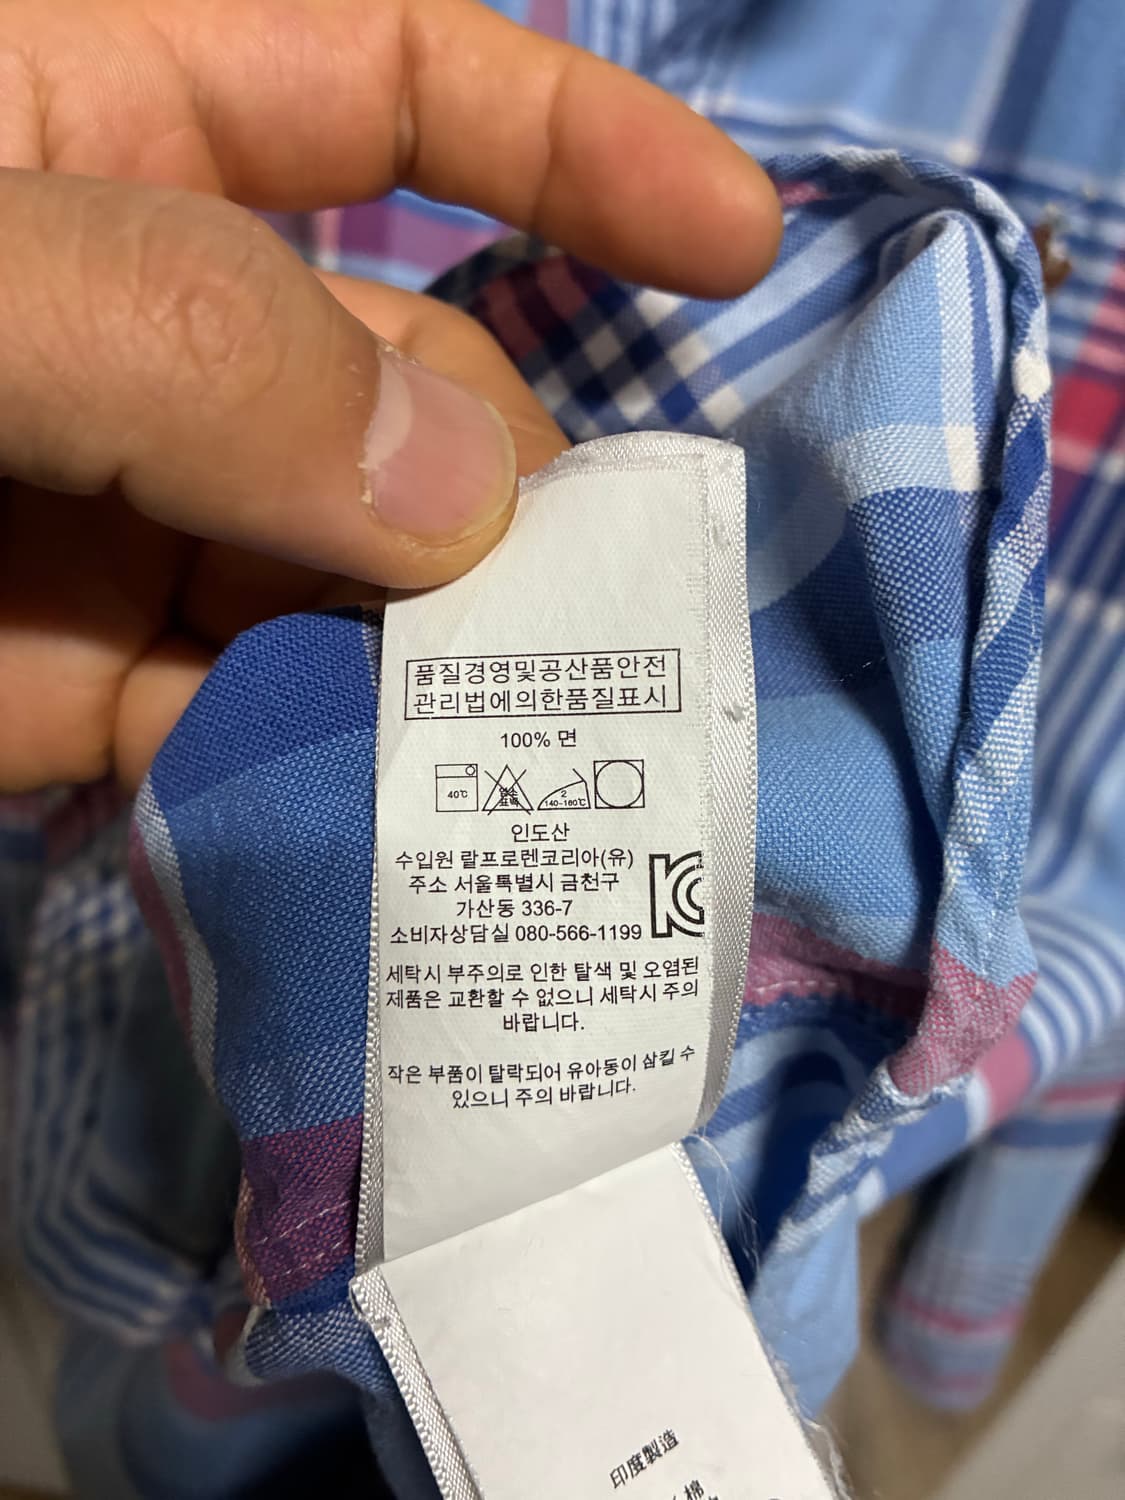 품질경영및공산품안전
관리법에의한품질표시
100% 면
40℃
염소
표백
2
140~160℃
인도산
수입원 랄프로렌코리아(유)
주소 서울특별시 금천구
가산동 336-7
소비자상담실 080-566-1199
세탁시 부주의로 인한 탈색 및 오염된
제품은 교환할 수 없으니 세탁시 주의
바랍니다.
작은 부품이 탈락되어 유아동이 삼킬 수
있으니 주의 바랍니다.
印度製造
棉